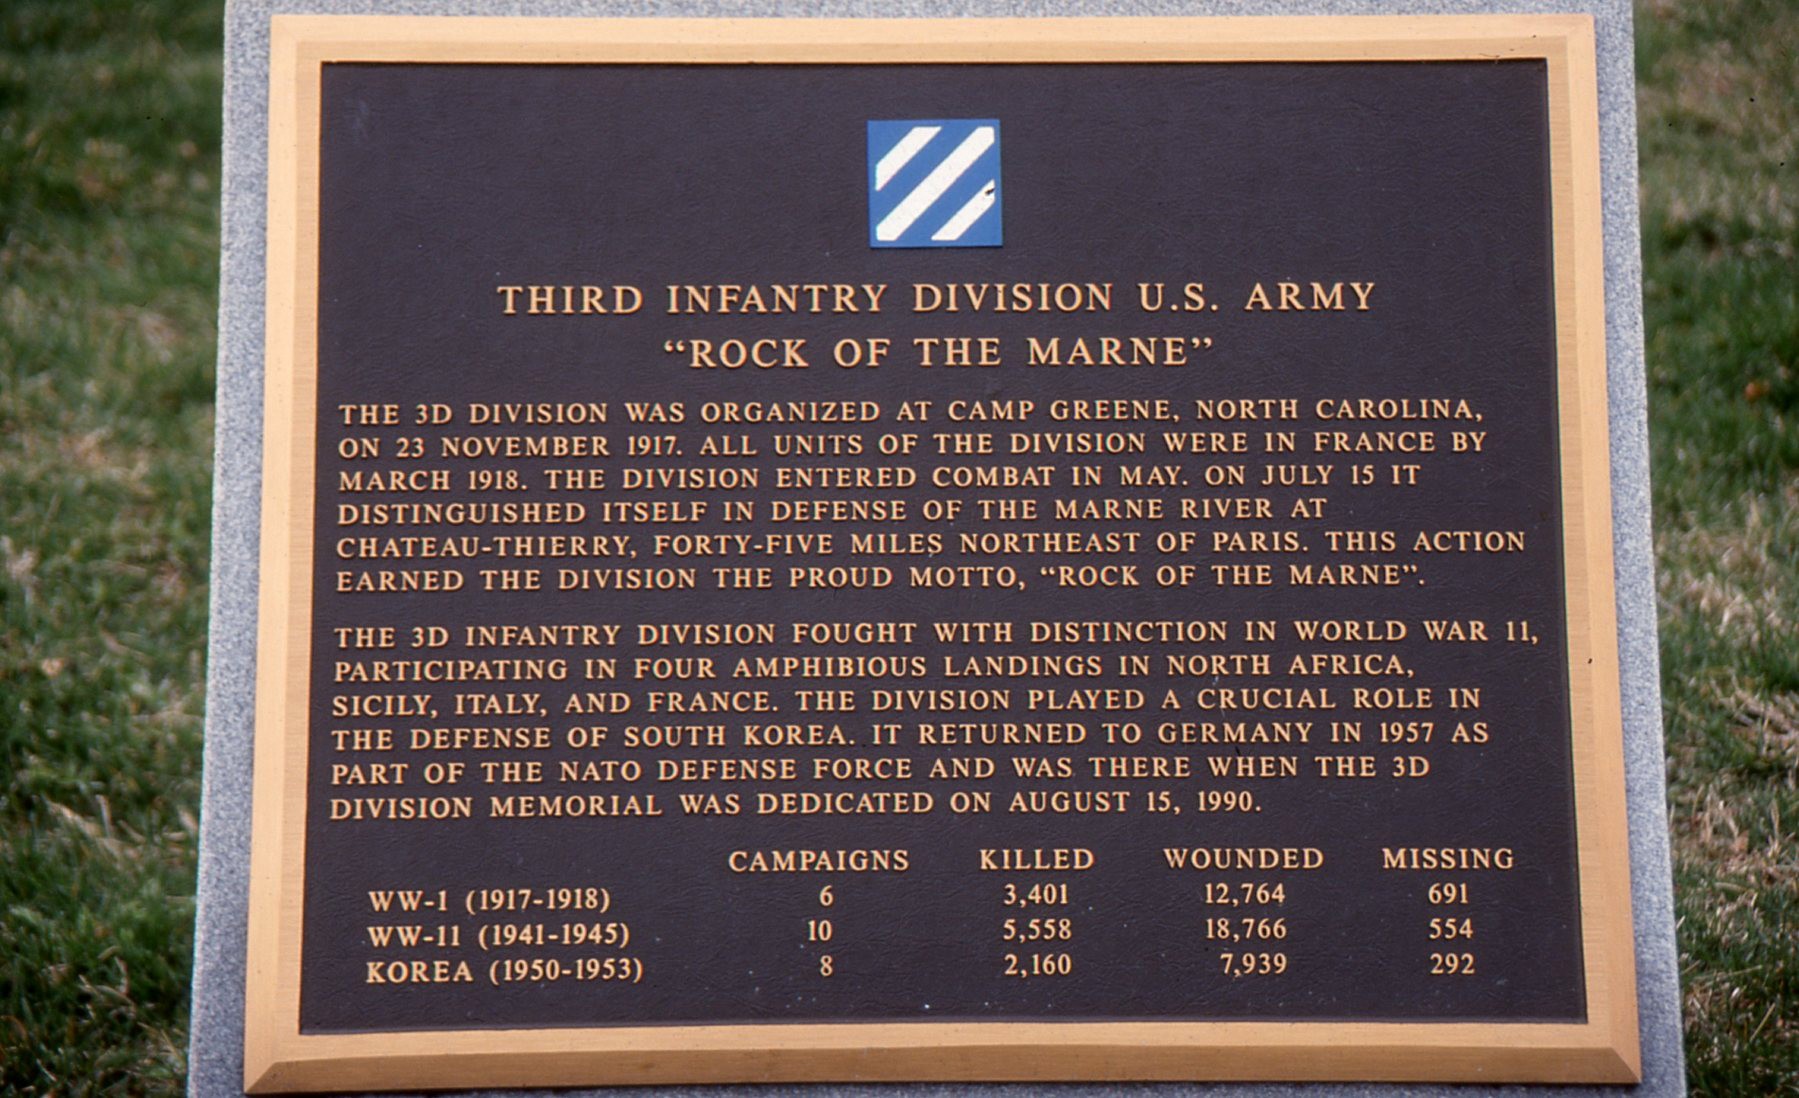 THIRD INFANTRY DIVISION U.S. ARMY
“ROCK OF THE MARNE”
THE 3D DIVISION WAS ORGANIZED AT CAMP GREENE, NORTH CAROLINA,
ON 23 NOVEMBER 1917. ALL UNITS OF THE DIVISION WERE IN FRANCE BY
MARCH 1918. THE DIVISION ENTERED COMBAT IN MAY. ON JULY 15 IT
DISTINGUISHED ITSELF IN DEFENSE OF THE MARNE RIVER AT
CHATEAU-THIERRY, FORTY-FIVE MILES NORTHEAST OF PARIS. THIS ACTION
EARNED THE DIVISION THE PROUD MOTTO, “ROCK OF THE MARNE”.
THE 3D INFANTRY DIVISION FOUGHT WITH DISTINCTION IN WORLD WAR 11,
PARTICIPATING IN FOUR AMPHIBIOUS LANDINGS IN NORTH AFRICA,
SICILY, ITALY, AND FRANCE. THE DIVISION PLAYED A CRUCIAL ROLE IN
THE DEFENSE OF SOUTH KOREA. IT RETURNED TO GERMANY IN 1957 AS
PART OF THE NATO DEFENSE FORCE AND WAS THERE WHEN THE 3D
DIVISION MEMORIAL WAS DEDICATED ON AUGUST 15, 1990.
CAMPAIGNS KILLED WOUNDED MISSING
WW-1 (1917-1918) 6 3,401 12,764 691
WW-11 (1941-1945) 10 5,558 18,766 554
KOREA (1950-1953) 8 2,160 7,939 292